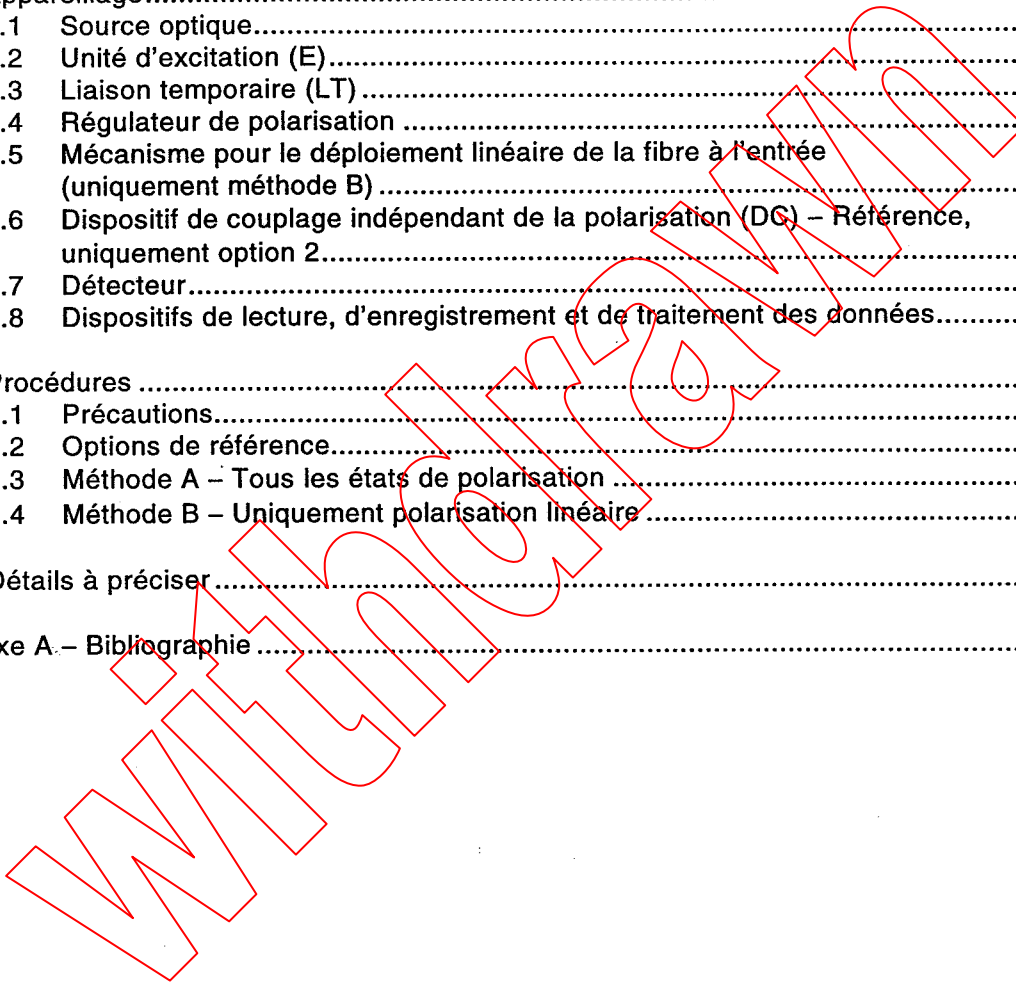 ppareillage
.1 Source optique
.2 Unité d'excitation (E)
.3 Liaison temporaire (LT)
.4 Régulateur de polarisation
.5 Mécanisme pour le déploiement linéaire de la fibre à l'entrée
(uniquement méthode B)
.6 Dispositif de couplage indépendant de la polarisation (DC) – Référence,
uniquement option 2
.7 Détecteur
.8 Dispositifs de lecture, d'enregistrement et de traitement des données
Procédures
.1 Précautions
.2 Options de référence
.3 Méthode A – Tous les états de polarisation
.4 Méthode B – Uniquement polarisation linéaire
Détails à préciser
xe A – Bibliographie
withdrawn